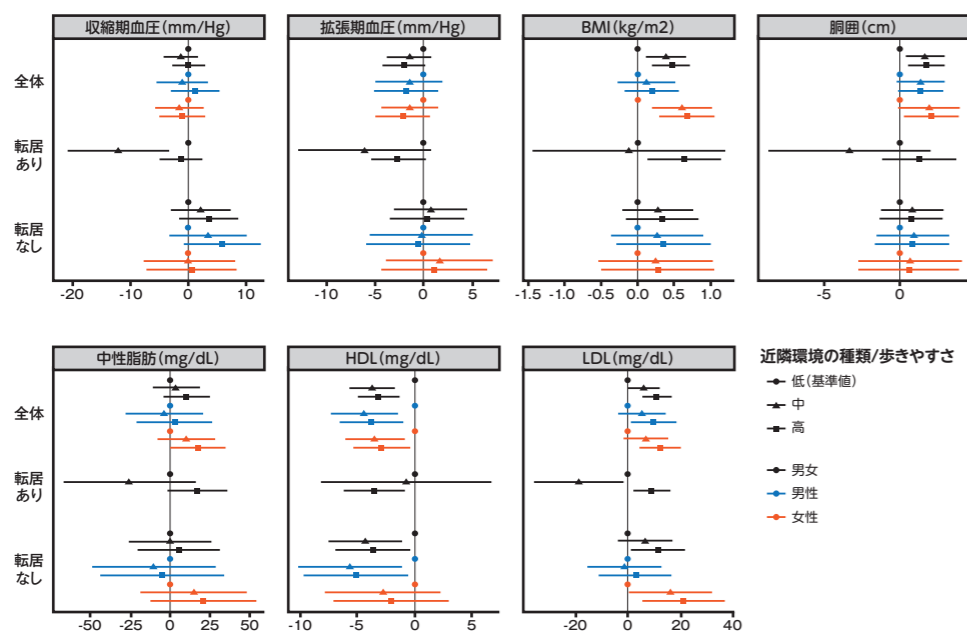 収縮期血圧(mm/Hg)
拡張期血圧(mm/Hg)
BMI(kg/m2)
胴囲(cm)
全体
転居
あり
転居
なし
-20 -10 0 10
-10 -5 0 5
-1.5 -1.0 -0.5 0.0 0.5 1.0
-5 0
中性脂肪(mg/dL)
HDL(mg/dL)
LDL(mg/dL)
全体
転居
あり
転居
なし
-50 -25 0 25 50
-10 -5 0 5
-20 0 20 40
近隣環境の種類/歩きやすさ
低(基準値)
中
高
男女
男性
女性